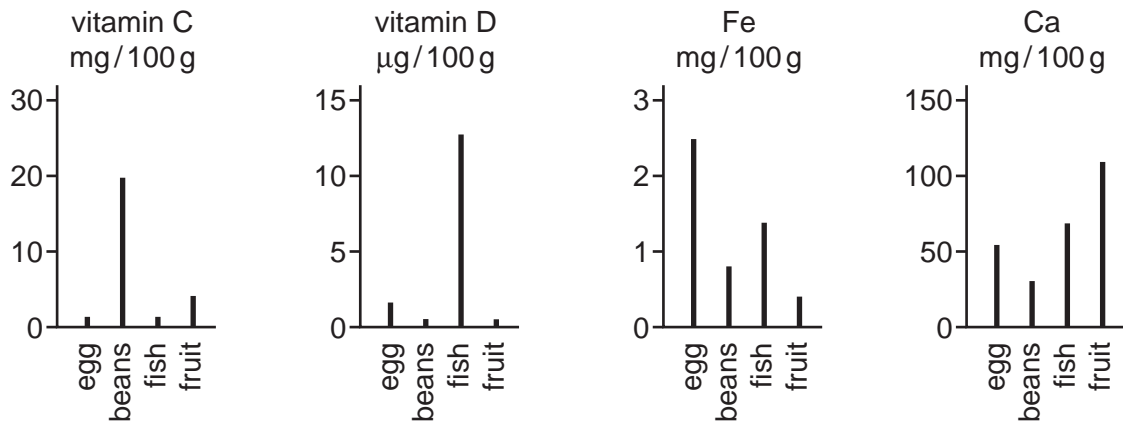 vitamin C
mg/100 g
30
20
10
0
egg
beans
fish
fruit
vitamin D
µg/100 g
15
10
5
0
egg
beans
fish
fruit
Fe
mg/100 g
3
2
1
0
egg
beans
fish
fruit
Ca
mg/100 g
150
100
50
0
egg
beans
fish
fruit